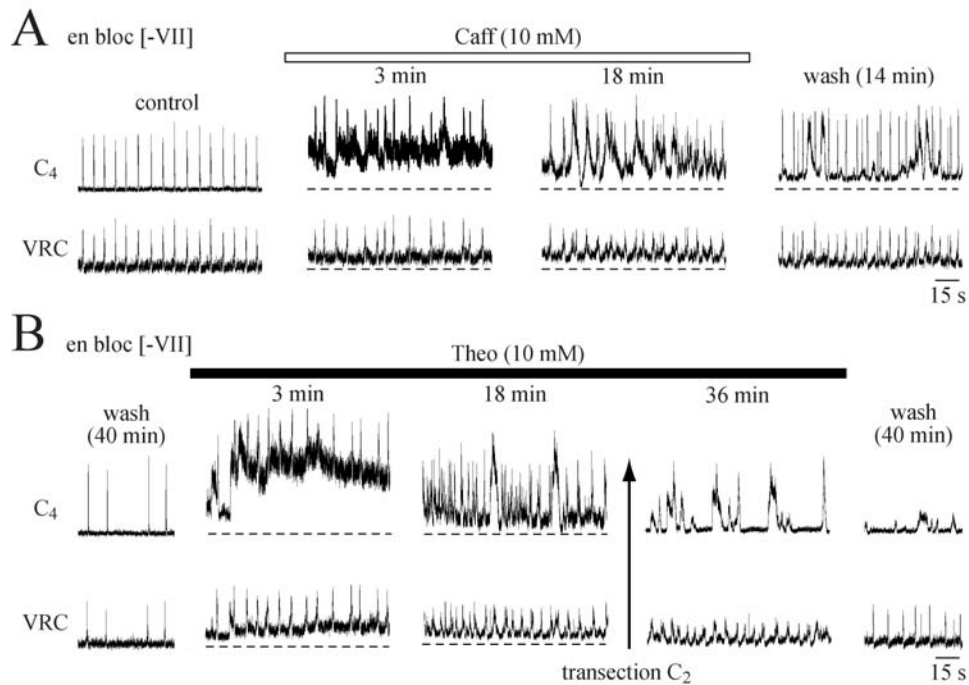 A en bloc [-VII]
Caff (10 mM)
control
3 min
18 min
wash (14 min)
C4
VRC
15 s
B en bloc [-VII]
Theo (10 mM)
wash
(40 min)
3 min
18 min
36 min
wash
(40 min)
C4
VRC
transection C2
15 s